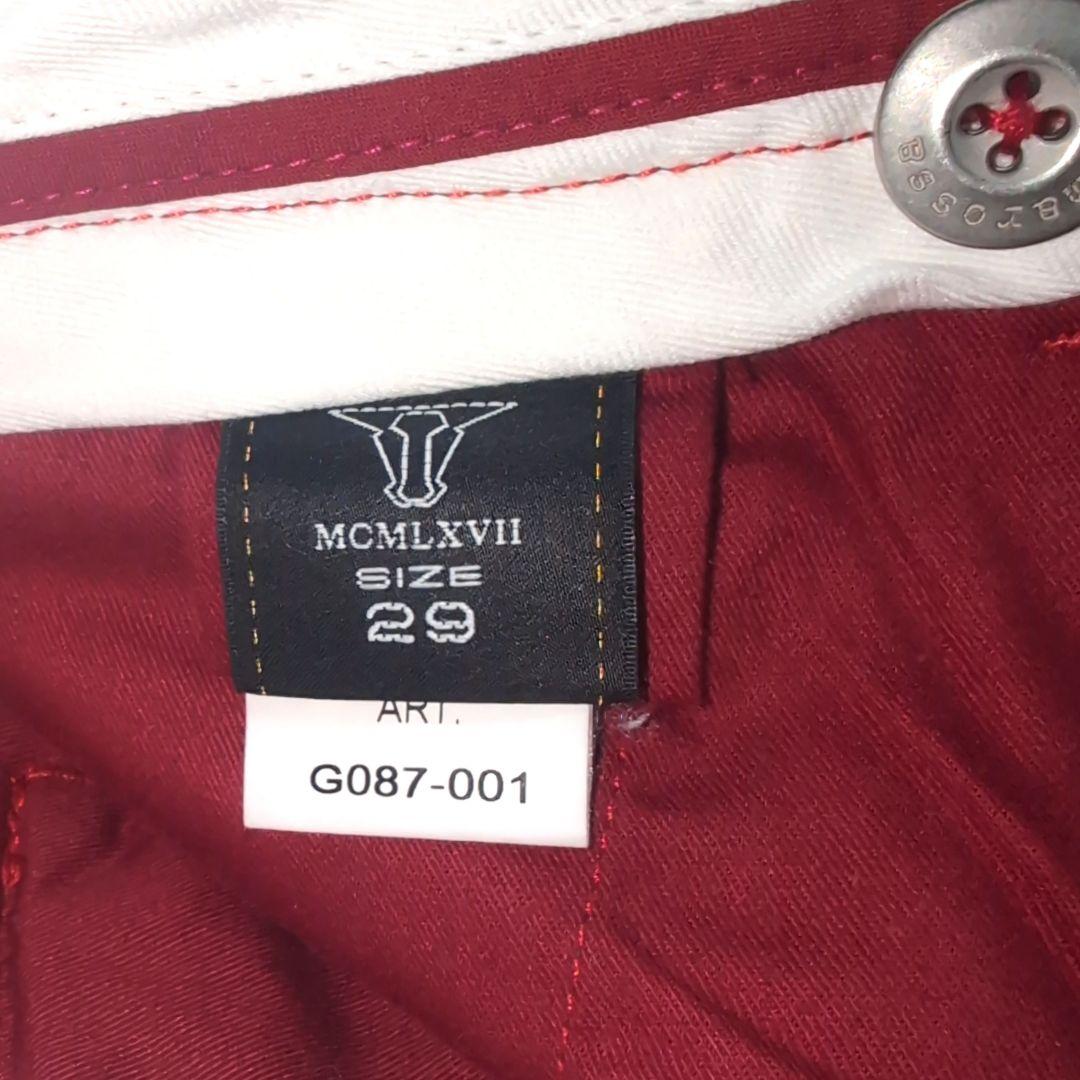 MCMLXVII
SIZE
29
ART.
G087-001